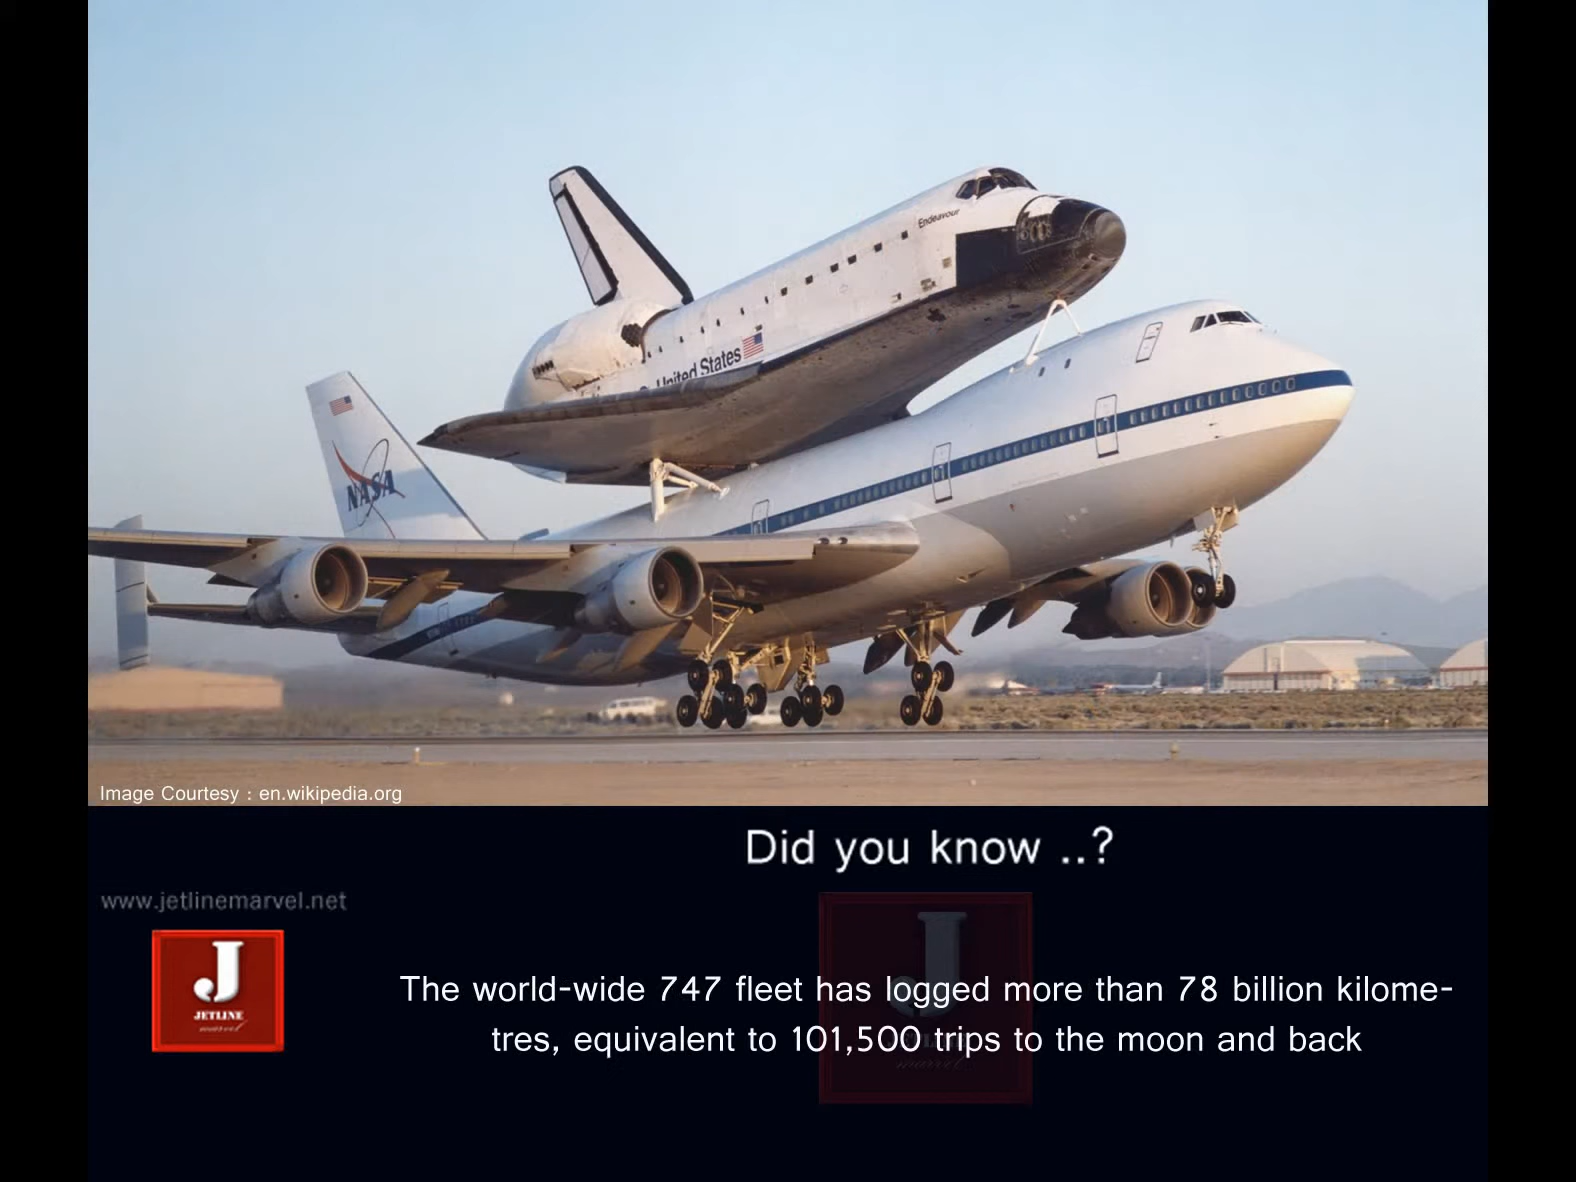 Endeavour
United States
NASA
Image Courtesy : en.wikipedia.org
Did you know ..?
www.jetlinemarvel.net
J
JETLINE
marvel
The world-wide 747 fleet has logged more than 78 billion kilome-
tres, equivalent to 101,500 trips to the moon and back
J
marvel